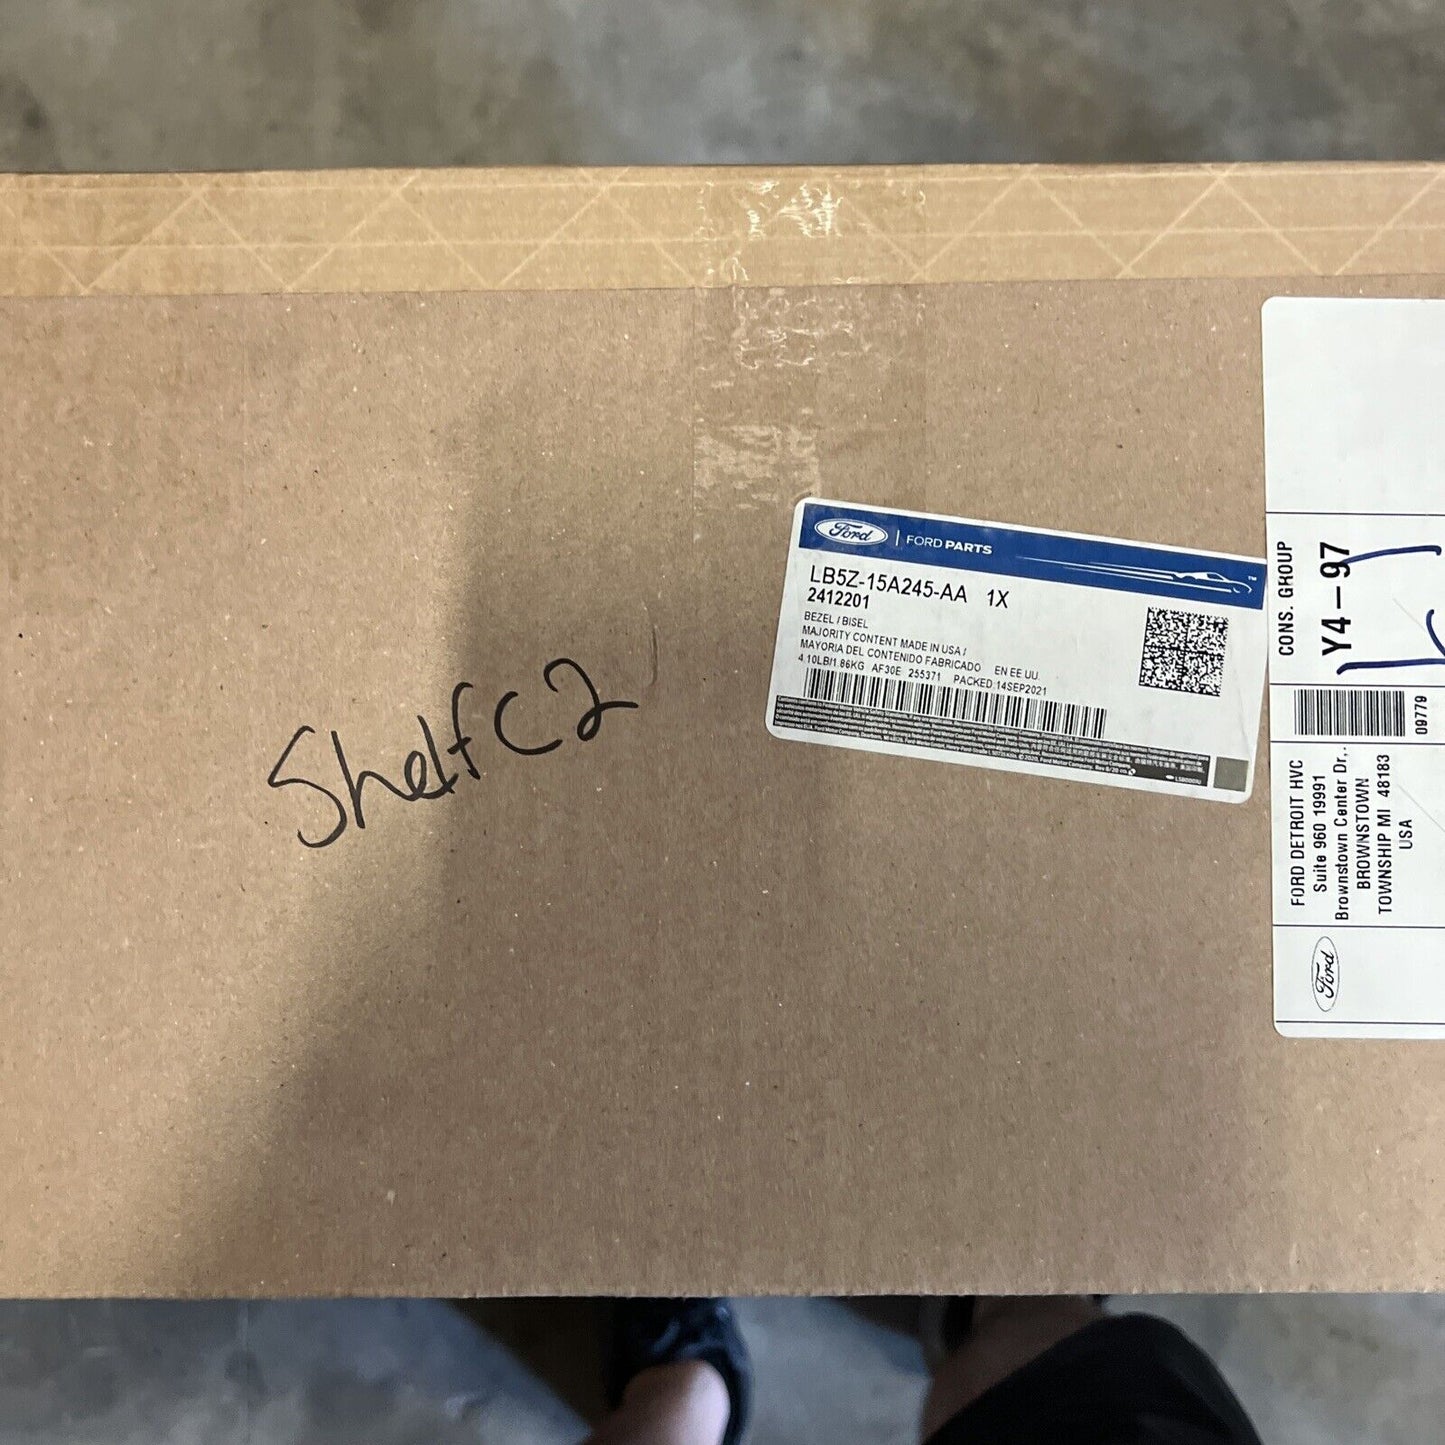 Shelf C2
Ford | FORD PARTS
LB5Z-15A245-AA 1X
2412201
BEZEL / BISEL
MAJORITY CONTENT MADE IN USA /
MAYORIA DEL CONTENIDO FABRICADO EN EE UU.
4.10LB/1.86KG AF30E 255371 PACKED:14SEP2021
CONS. GROUP
Y4-97
09779
FORD DETROIT HVC
Suite 960 19991
Brownstown Center Dr,.
BROWNSTOWN
TOWNSHIP MI 48183
USA
Ford